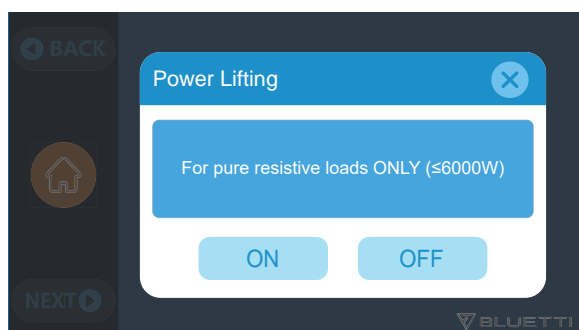 BACK
Power Lifting
For pure resistive loads ONLY (≤6000W)
ON OFF
NEXT
BLUETTI